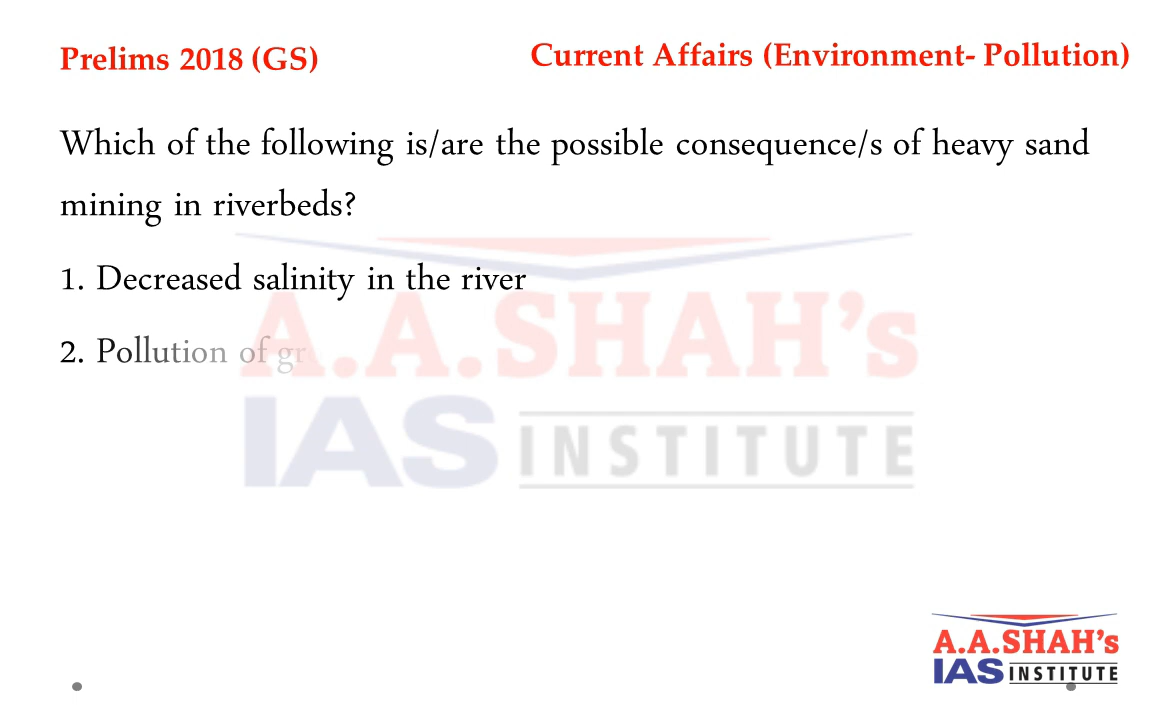 Prelims 2018 (GS)
Current Affairs (Environment- Pollution)
Which of the following is/are the possible consequence/s of heavy sand
mining in riverbeds?
1. Decreased salinity in the river
2. Pollution of gr
A.A.SHAH's
IAS INSTITUTE
A.A.SHAH's
IAS INSTITUTE